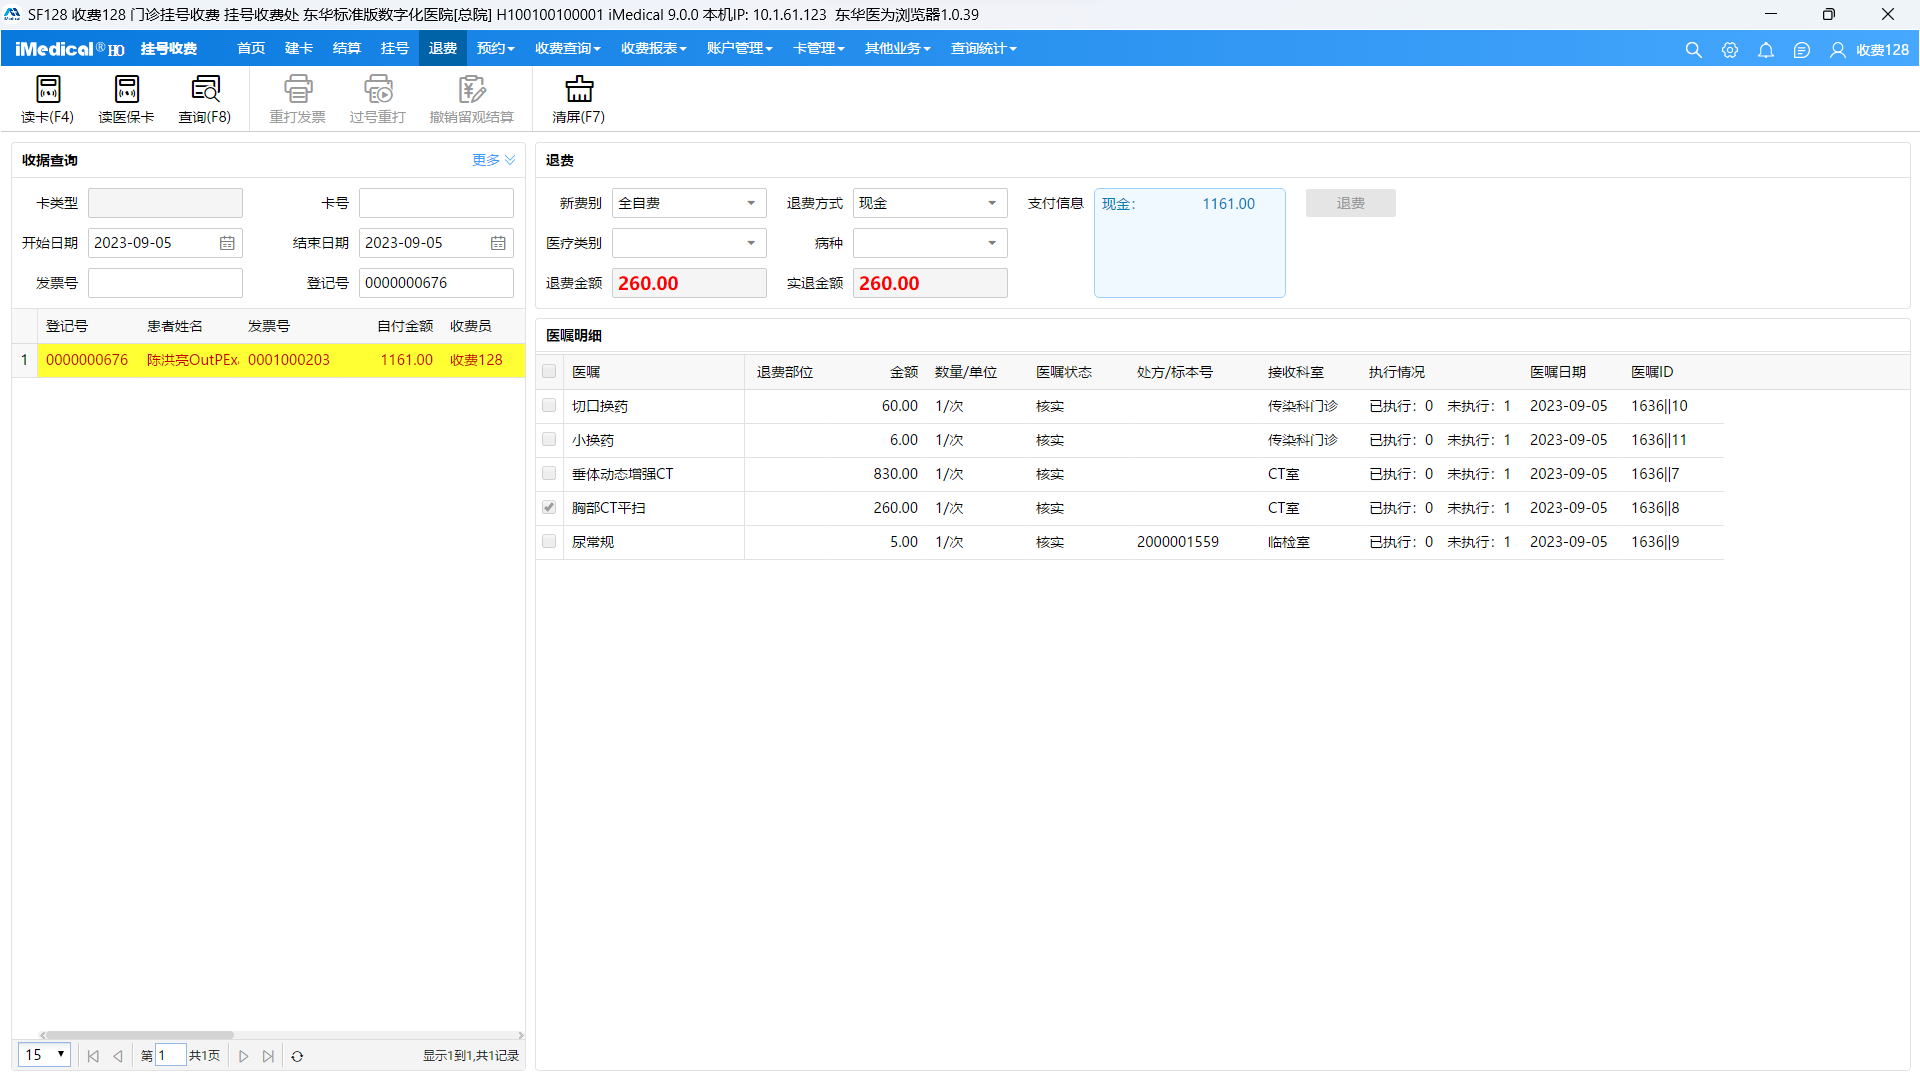 SF128 收费128 门诊挂号收费 挂号收费处 东华标准版数字化医院[总院] H100100100001 iMedical 9.0.0 本机IP: 10.1.61.123 东华医为浏览器1.0.39
iMedical® HO 挂号收费 首页 建卡 结算 挂号 退费 预约 收费查询 收费报表 账户管理 卡管理 其他业务 查询统计 收费128
读卡(F4) 读医保卡 查询(F8) 重打发票 过号重打 撤销留观结算 清屏(F7)
收据查询 更多
卡类型 卡号
开始日期 2023-09-05 结束日期 2023-09-05
发票号 登记号 0000000676
登记号 患者姓名 发票号 自付金额 收费员
1 0000000676 陈洪亮OutPEx 0001000203 1161.00 收费128
15 第 1 共1页 显示1到1,共1记录
退费
新费别 全自费 退费方式 现金 支付信息 现金: 1161.00 退费
医疗类别 病种
退费金额 260.00 实退金额 260.00
医嘱明细
医嘱 退费部位 金额 数量/单位 医嘱状态 处方/标本号 接收科室 执行情况 医嘱日期 医嘱ID
切口换药 60.00 1/次 核实 传染科门诊 已执行：0 未执行：1 2023-09-05 1636||10
小换药 6.00 1/次 核实 传染科门诊 已执行：0 未执行：1 2023-09-05 1636||11
垂体动态增强CT 830.00 1/次 核实 CT室 已执行：0 未执行：1 2023-09-05 1636||7
胸部CT平扫 260.00 1/次 核实 CT室 已执行：0 未执行：1 2023-09-05 1636||8
尿常规 5.00 1/次 核实 2000001559 临检室 已执行：0 未执行：1 2023-09-05 1636||9